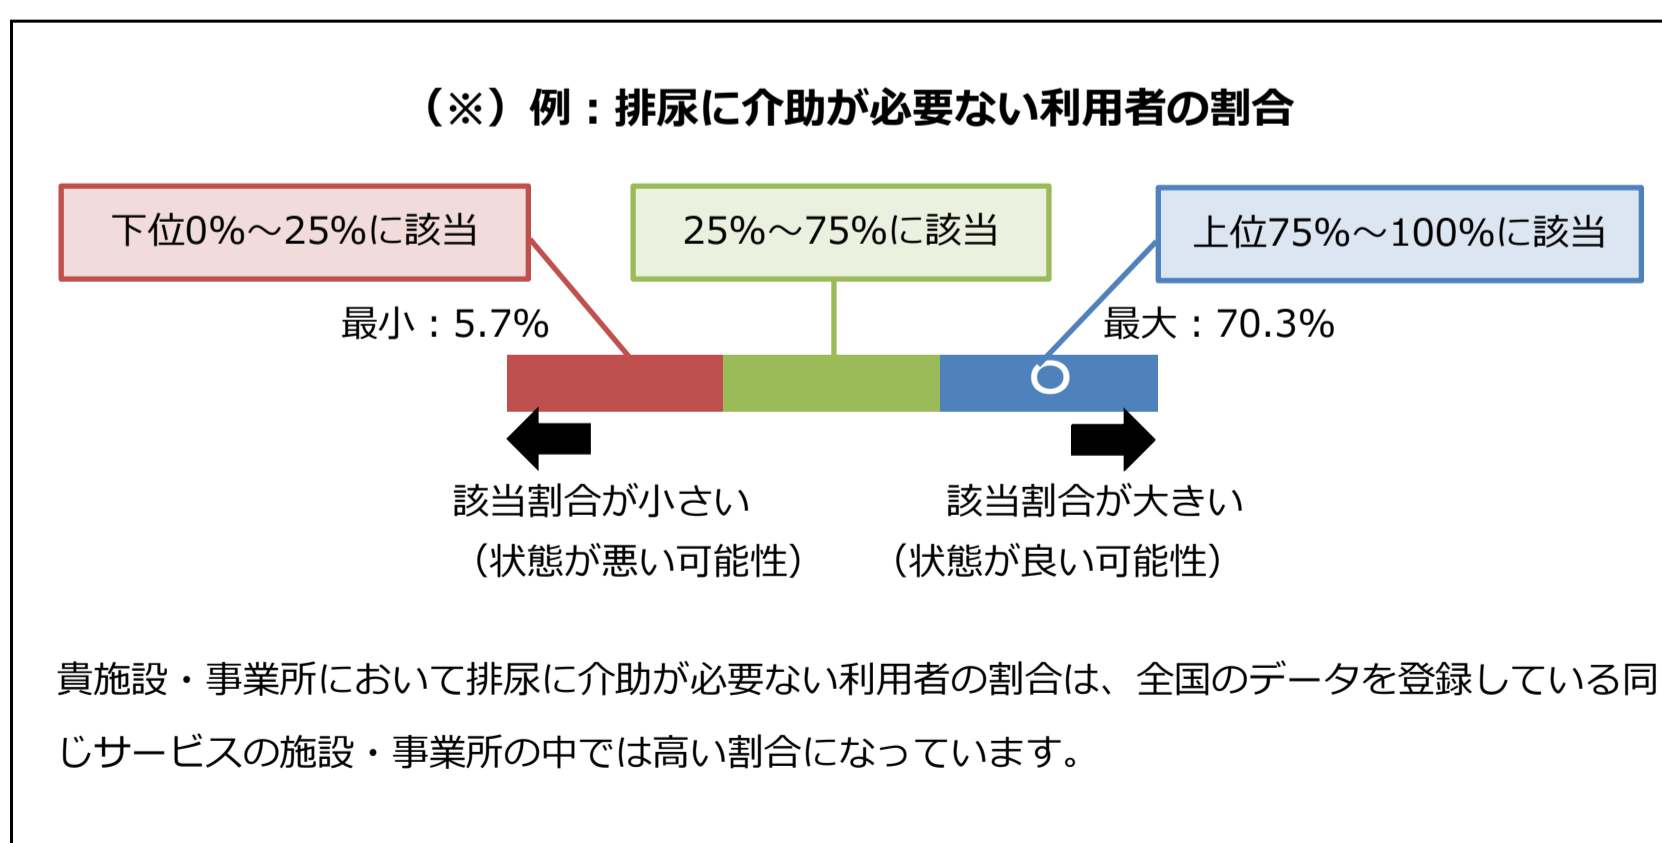 （※）例：排尿に介助が必要ない利用者の割合
下位0%～25%に該当
25%～75%に該当
上位75%～100%に該当
最小：5.7%
最大：70.3%
該当割合が小さい
（状態が悪い可能性）
該当割合が大きい
（状態が良い可能性）
貴施設・事業所において排尿に介助が必要ない利用者の割合は、全国のデータを登録している同
じサービスの施設・事業所の中では高い割合になっています。